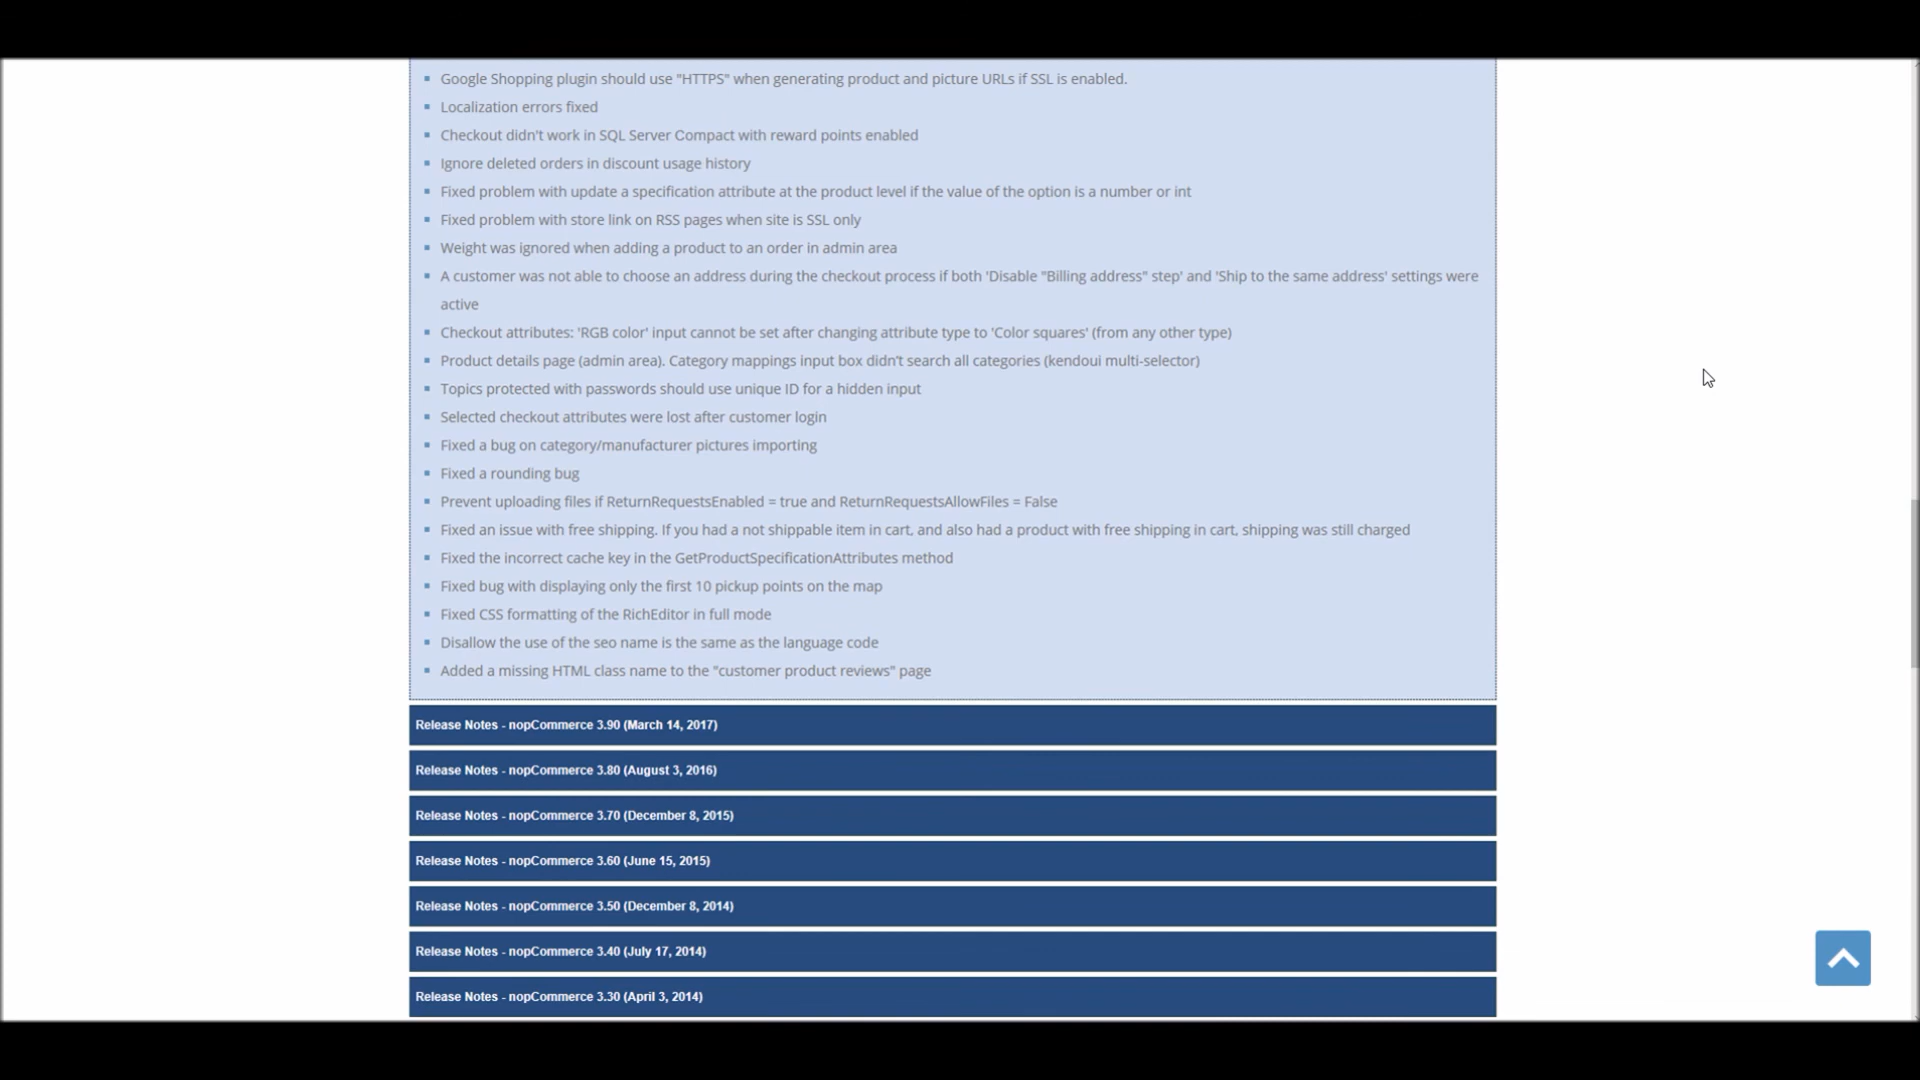 Google Shopping plugin should use "HTTPS" when generating product and picture URLs if SSL is enabled.
Localization errors fixed
Checkout didn't work in SQL Server Compact with reward points enabled
Ignore deleted orders in discount usage history
Fixed problem with update a specification attribute at the product level if the value of the option is a number or int
Fixed problem with store link on RSS pages when site is SSL only
Weight was ignored when adding a product to an order in admin area
A customer was not able to choose an address during the checkout process if both 'Disable "Billing address" step' and 'Ship to the same address' settings were
active
Checkout attributes: 'RGB color' input cannot be set after changing attribute type to 'Color squares' (from any other type)
Product details page (admin area). Category mappings input box didn't search all categories (kendoui multi-selector)
Topics protected with passwords should use unique ID for a hidden input
Selected checkout attributes were lost after customer login
Fixed a bug on category/manufacturer pictures importing
Fixed a rounding bug
Prevent uploading files if ReturnRequestsEnabled = true and ReturnRequestsAllowFiles = False
Fixed an issue with free shipping. If you had a not shippable item in cart, and also had a product with free shipping in cart, shipping was still charged
Fixed the incorrect cache key in the GetProductSpecificationAttributes method
Fixed bug with displaying only the first 10 pickup points on the map
Fixed CSS formatting of the RichEditor in full mode
Disallow the use of the seo name is the same as the language code
Added a missing HTML class name to the "customer product reviews" page
Release Notes - nopCommerce 3.90 (March 14, 2017)
Release Notes - nopCommerce 3.80 (August 3, 2016)
Release Notes - nopCommerce 3.70 (December 8, 2015)
Release Notes - nopCommerce 3.60 (June 15, 2015)
Release Notes - nopCommerce 3.50 (December 8, 2014)
Release Notes - nopCommerce 3.40 (July 17, 2014)
Release Notes - nopCommerce 3.30 (April 3, 2014)